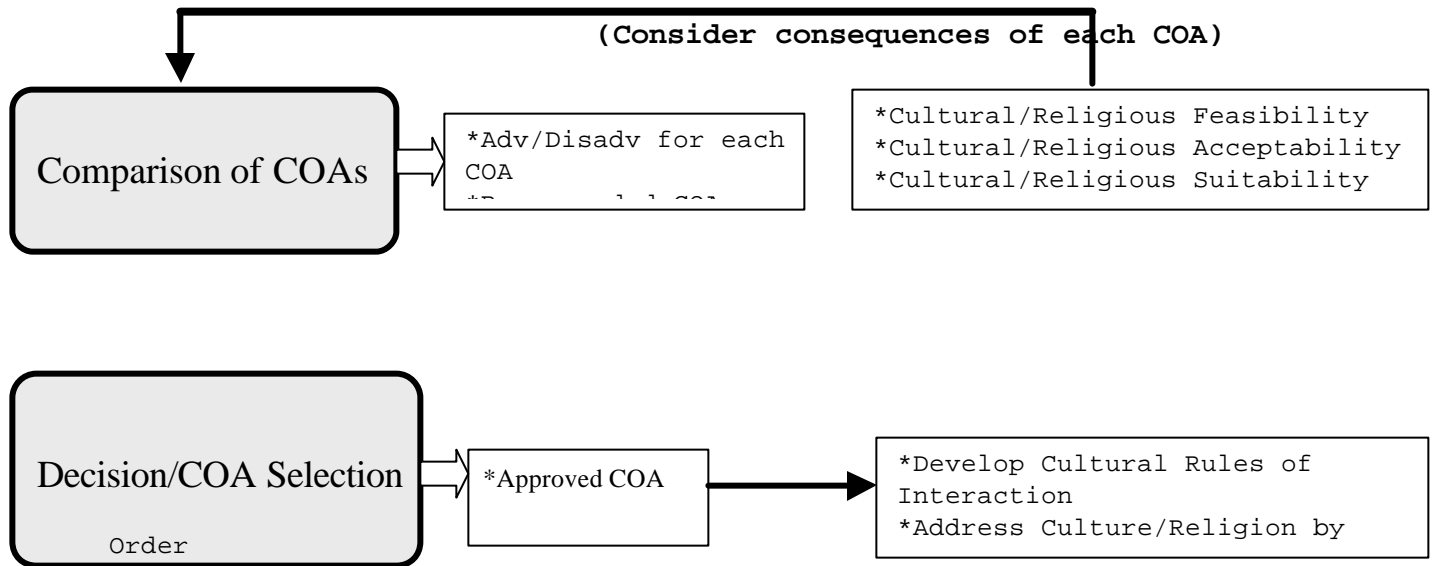 (Consider consequences of each COA)
Comparison of COAs
*Adv/Disadv for each
COA
*Cultural/Religious Feasibility
*Cultural/Religious Acceptability
*Cultural/Religious Suitability
Decision/COA Selection
Order
*Approved COA
*Develop Cultural Rules of
Interaction
*Address Culture/Religion by